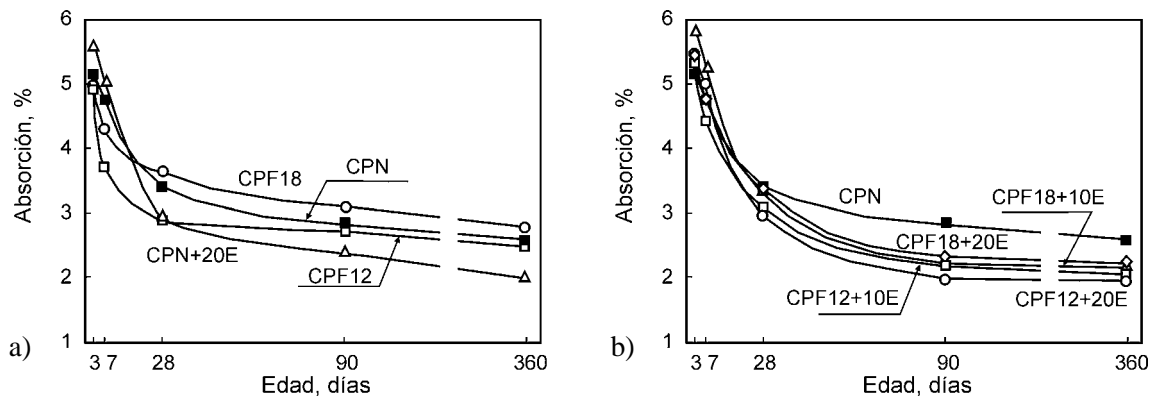 a)
Absorción, %
6
5
4
3
2
1
CPF18
CPN
CPN+20E
CPF12
3 7 28 90 360
Edad, días
b)
Absorción, %
6
5
4
3
2
1
CPN
CPF18+10E
CPF18+20E
CPF12+10E
CPF12+20E
3 7 28 90 360
Edad, días